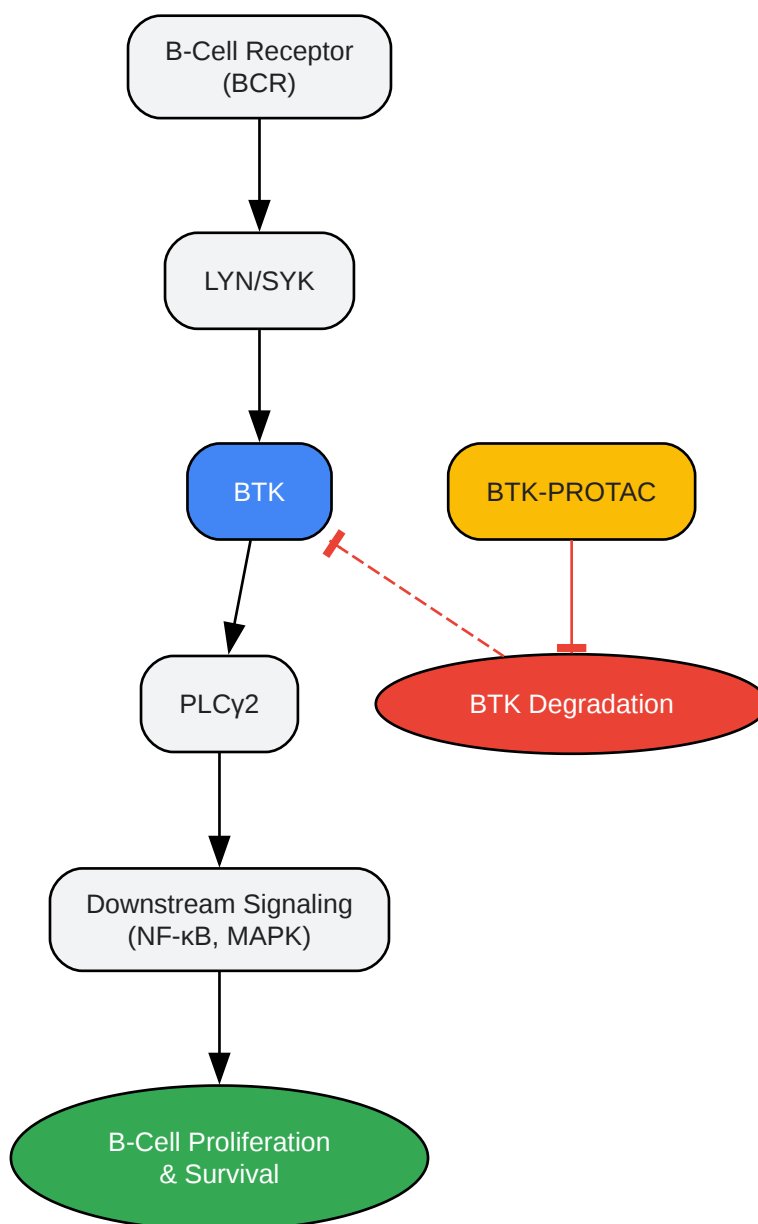 B-Cell Receptor
(BCR)
LYN/SYK
BTK
BTK-PROTAC
PLCγ2
BTK Degradation
Downstream Signaling
(NF-κB, MAPK)
B-Cell Proliferation
& Survival